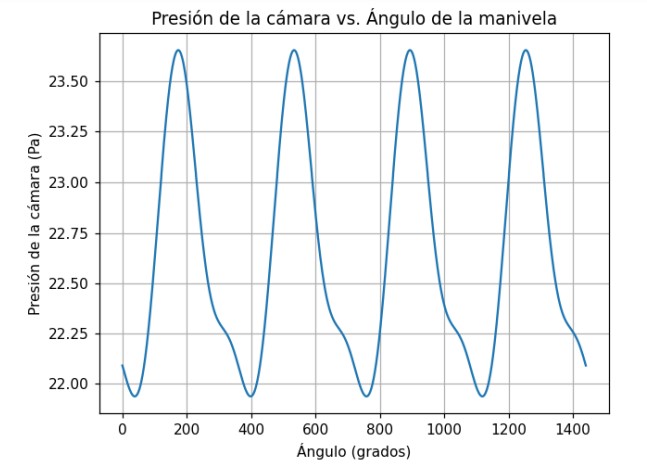 Presión de la cámara vs. Ángulo de la manivela
23.50
23.25
23.00
22.75
22.50
22.25
22.00
Presión de la cámara (Pa)
0 200 400 600 800 1000 1200 1400
Ángulo (grados)